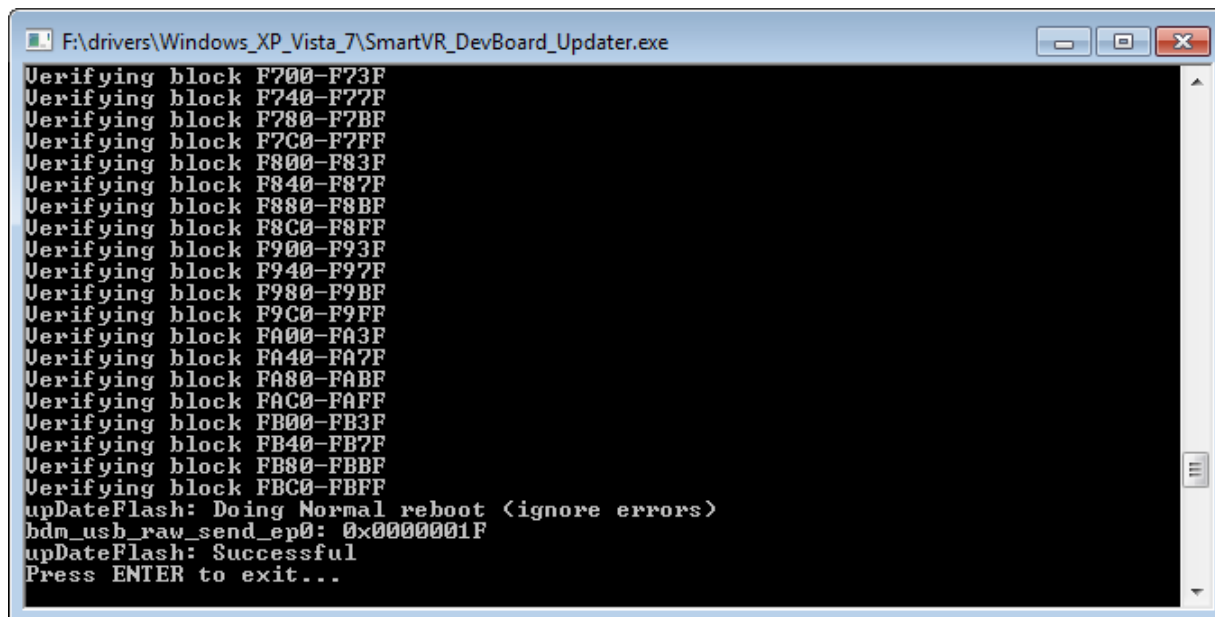 F:\drivers\Windows_XP_Vista_7\SmartVR_DevBoard_Updater.exe
Verifying block F700-F73F
Verifying block F740-F77F
Verifying block F780-F7BF
Verifying block F7C0-F7FF
Verifying block F800-F83F
Verifying block F840-F87F
Verifying block F880-F8BF
Verifying block F8C0-F8FF
Verifying block F900-F93F
Verifying block F940-F97F
Verifying block F980-F9BF
Verifying block F9C0-F9FF
Verifying block FA00-FA3F
Verifying block FA40-FA7F
Verifying block FA80-FABF
Verifying block FAC0-FAFF
Verifying block FB00-FB3F
Verifying block FB40-FB7F
Verifying block FB80-FBBF
Verifying block FBC0-FBFF
upDateFlash: Doing Normal reboot (ignore errors)
bdm_usb_raw_send_ep0: 0x0000001F
upDateFlash: Successful
Press ENTER to exit...